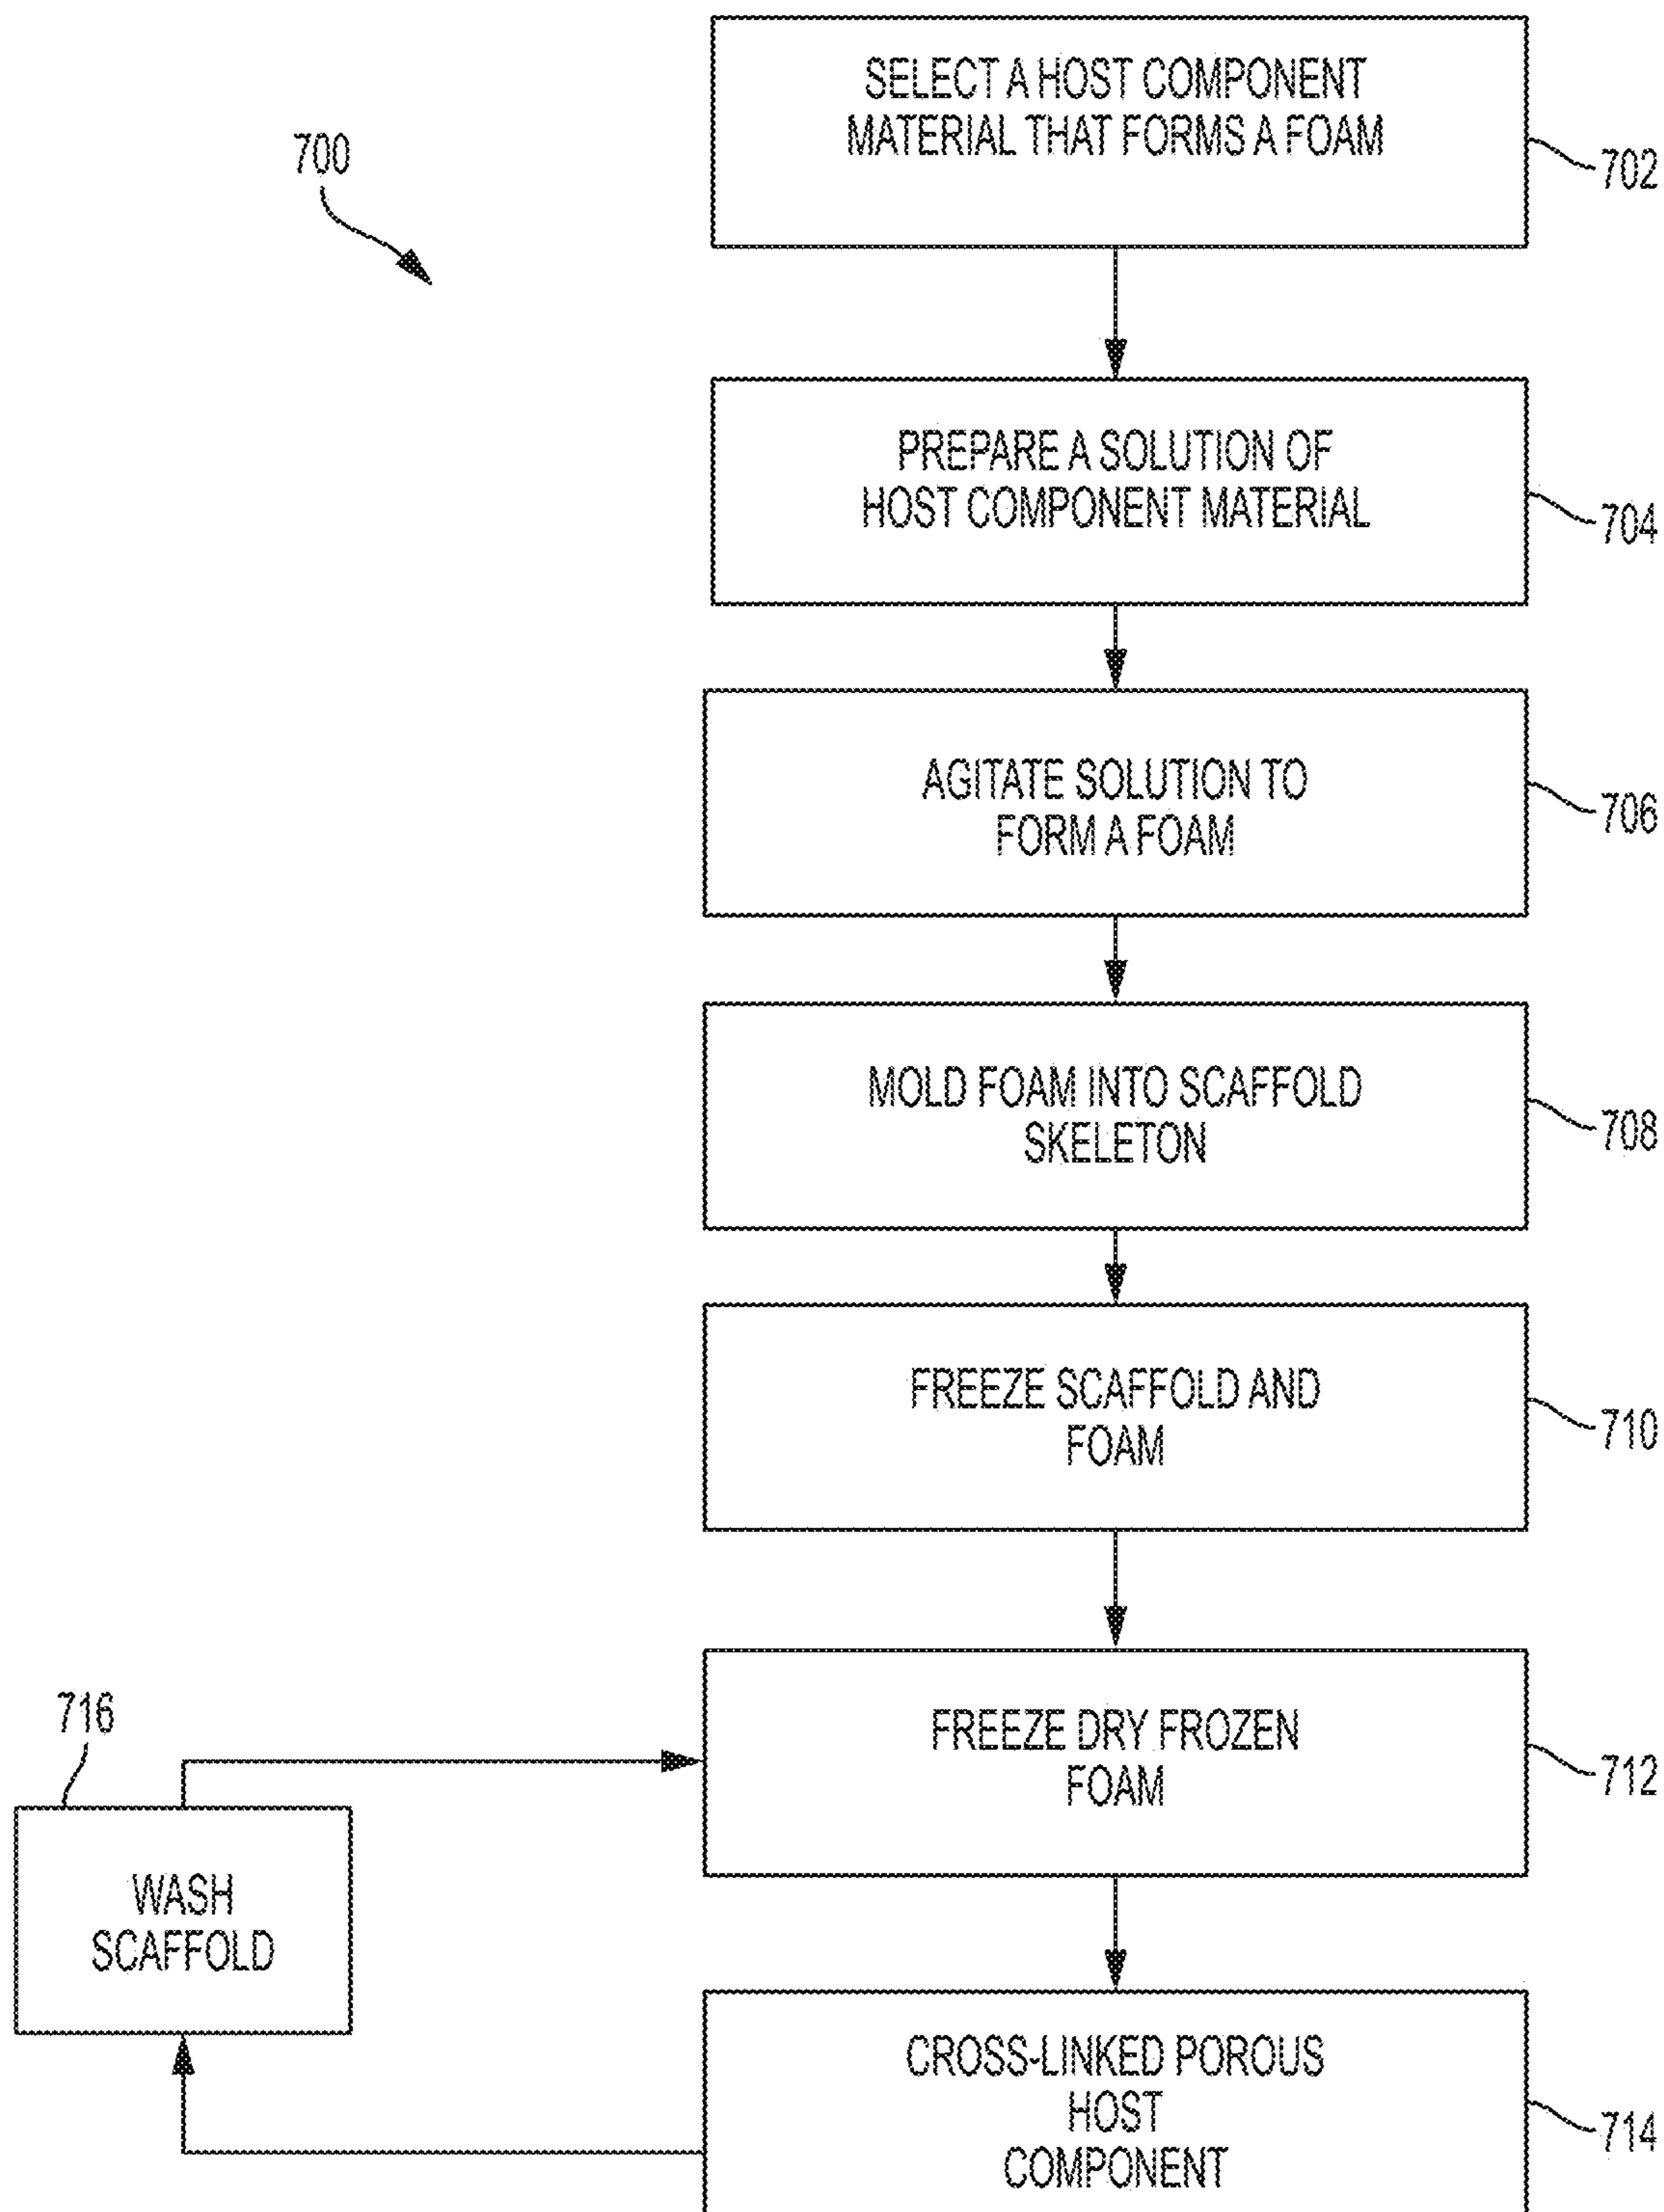 SELECT A HOST COMPONENT
MATERIAL THAT FORMS A FOAM
702
700
PREPARE A SOLUTION OF
HOST COMPONENT MATERIAL
704
AGITATE SOLUTION TO
FORM A FOAM
706
MOLD FOAM INTO SCAFFOLD
SKELETON
708
FREEZE SCAFFOLD AND
FOAM
710
FREEZE DRY FROZEN
FOAM
712
716
WASH
SCAFFOLD
CROSS-LINKED POROUS
HOST
COMPONENT
714